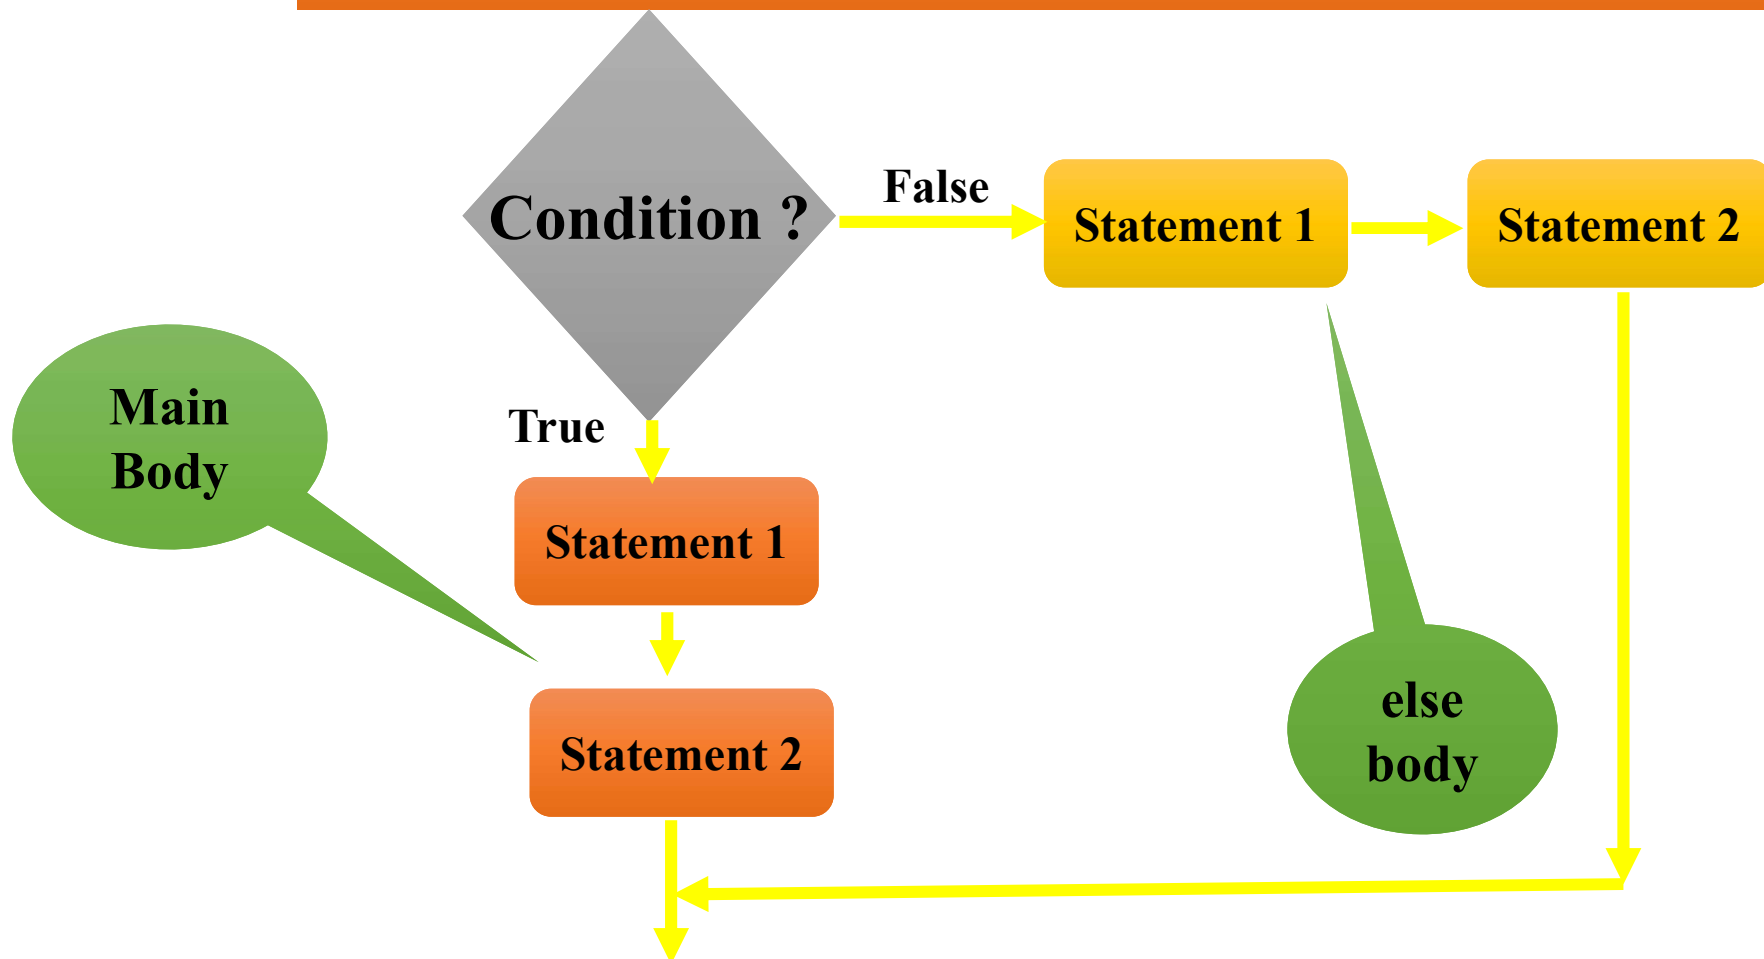 Condition ?
False
Statement 1
Statement 2
Main
Body
True
Statement 1
Statement 2
else
body